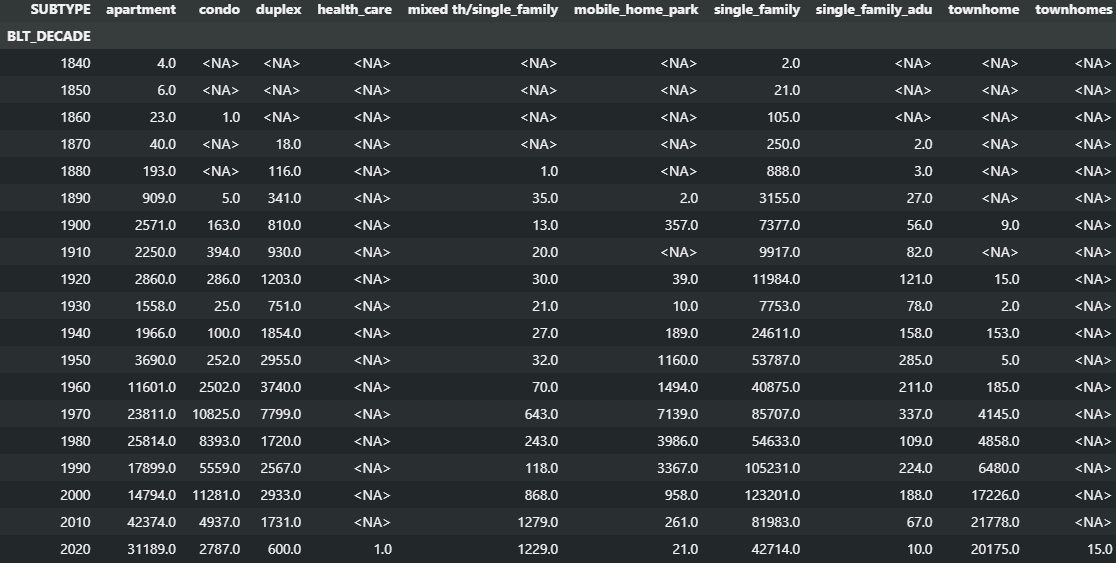 SUBTYPE apartment condo duplex health_care mixed th/single_family mobile_home_park single_family single_family_adu townhome townhomes
BLT_DECADE
1840 4.0 <NA> <NA> <NA> <NA> <NA> 2.0 <NA> <NA> <NA>
1850 6.0 <NA> <NA> <NA> <NA> <NA> 21.0 <NA> <NA> <NA>
1860 23.0 1.0 <NA> <NA> <NA> <NA> 105.0 <NA> <NA> <NA>
1870 40.0 <NA> 18.0 <NA> <NA> <NA> 250.0 2.0 <NA> <NA>
1880 193.0 <NA> 116.0 <NA> 1.0 <NA> 888.0 3.0 <NA> <NA>
1890 909.0 5.0 341.0 <NA> 35.0 2.0 3155.0 27.0 <NA> <NA>
1900 2571.0 163.0 810.0 <NA> 13.0 357.0 7377.0 56.0 9.0 <NA>
1910 2250.0 394.0 930.0 <NA> 20.0 <NA> 9917.0 82.0 <NA> <NA>
1920 2860.0 286.0 1203.0 <NA> 30.0 39.0 11984.0 121.0 15.0 <NA>
1930 1558.0 25.0 751.0 <NA> 21.0 10.0 7753.0 78.0 2.0 <NA>
1940 1966.0 100.0 1854.0 <NA> 27.0 189.0 24611.0 158.0 153.0 <NA>
1950 3690.0 252.0 2955.0 <NA> 32.0 1160.0 53787.0 285.0 5.0 <NA>
1960 11601.0 2502.0 3740.0 <NA> 70.0 1494.0 40875.0 211.0 185.0 <NA>
1970 23811.0 10825.0 7799.0 <NA> 643.0 7139.0 85707.0 337.0 4145.0 <NA>
1980 25814.0 8393.0 1720.0 <NA> 243.0 3986.0 54633.0 109.0 4858.0 <NA>
1990 17899.0 5559.0 2567.0 <NA> 118.0 3367.0 105231.0 224.0 6480.0 <NA>
2000 14794.0 11281.0 2933.0 <NA> 868.0 958.0 123201.0 188.0 17226.0 <NA>
2010 42374.0 4937.0 1731.0 <NA> 1279.0 261.0 81983.0 67.0 21778.0 <NA>
2020 31189.0 2787.0 600.0 1.0 1229.0 21.0 42714.0 10.0 20175.0 15.0